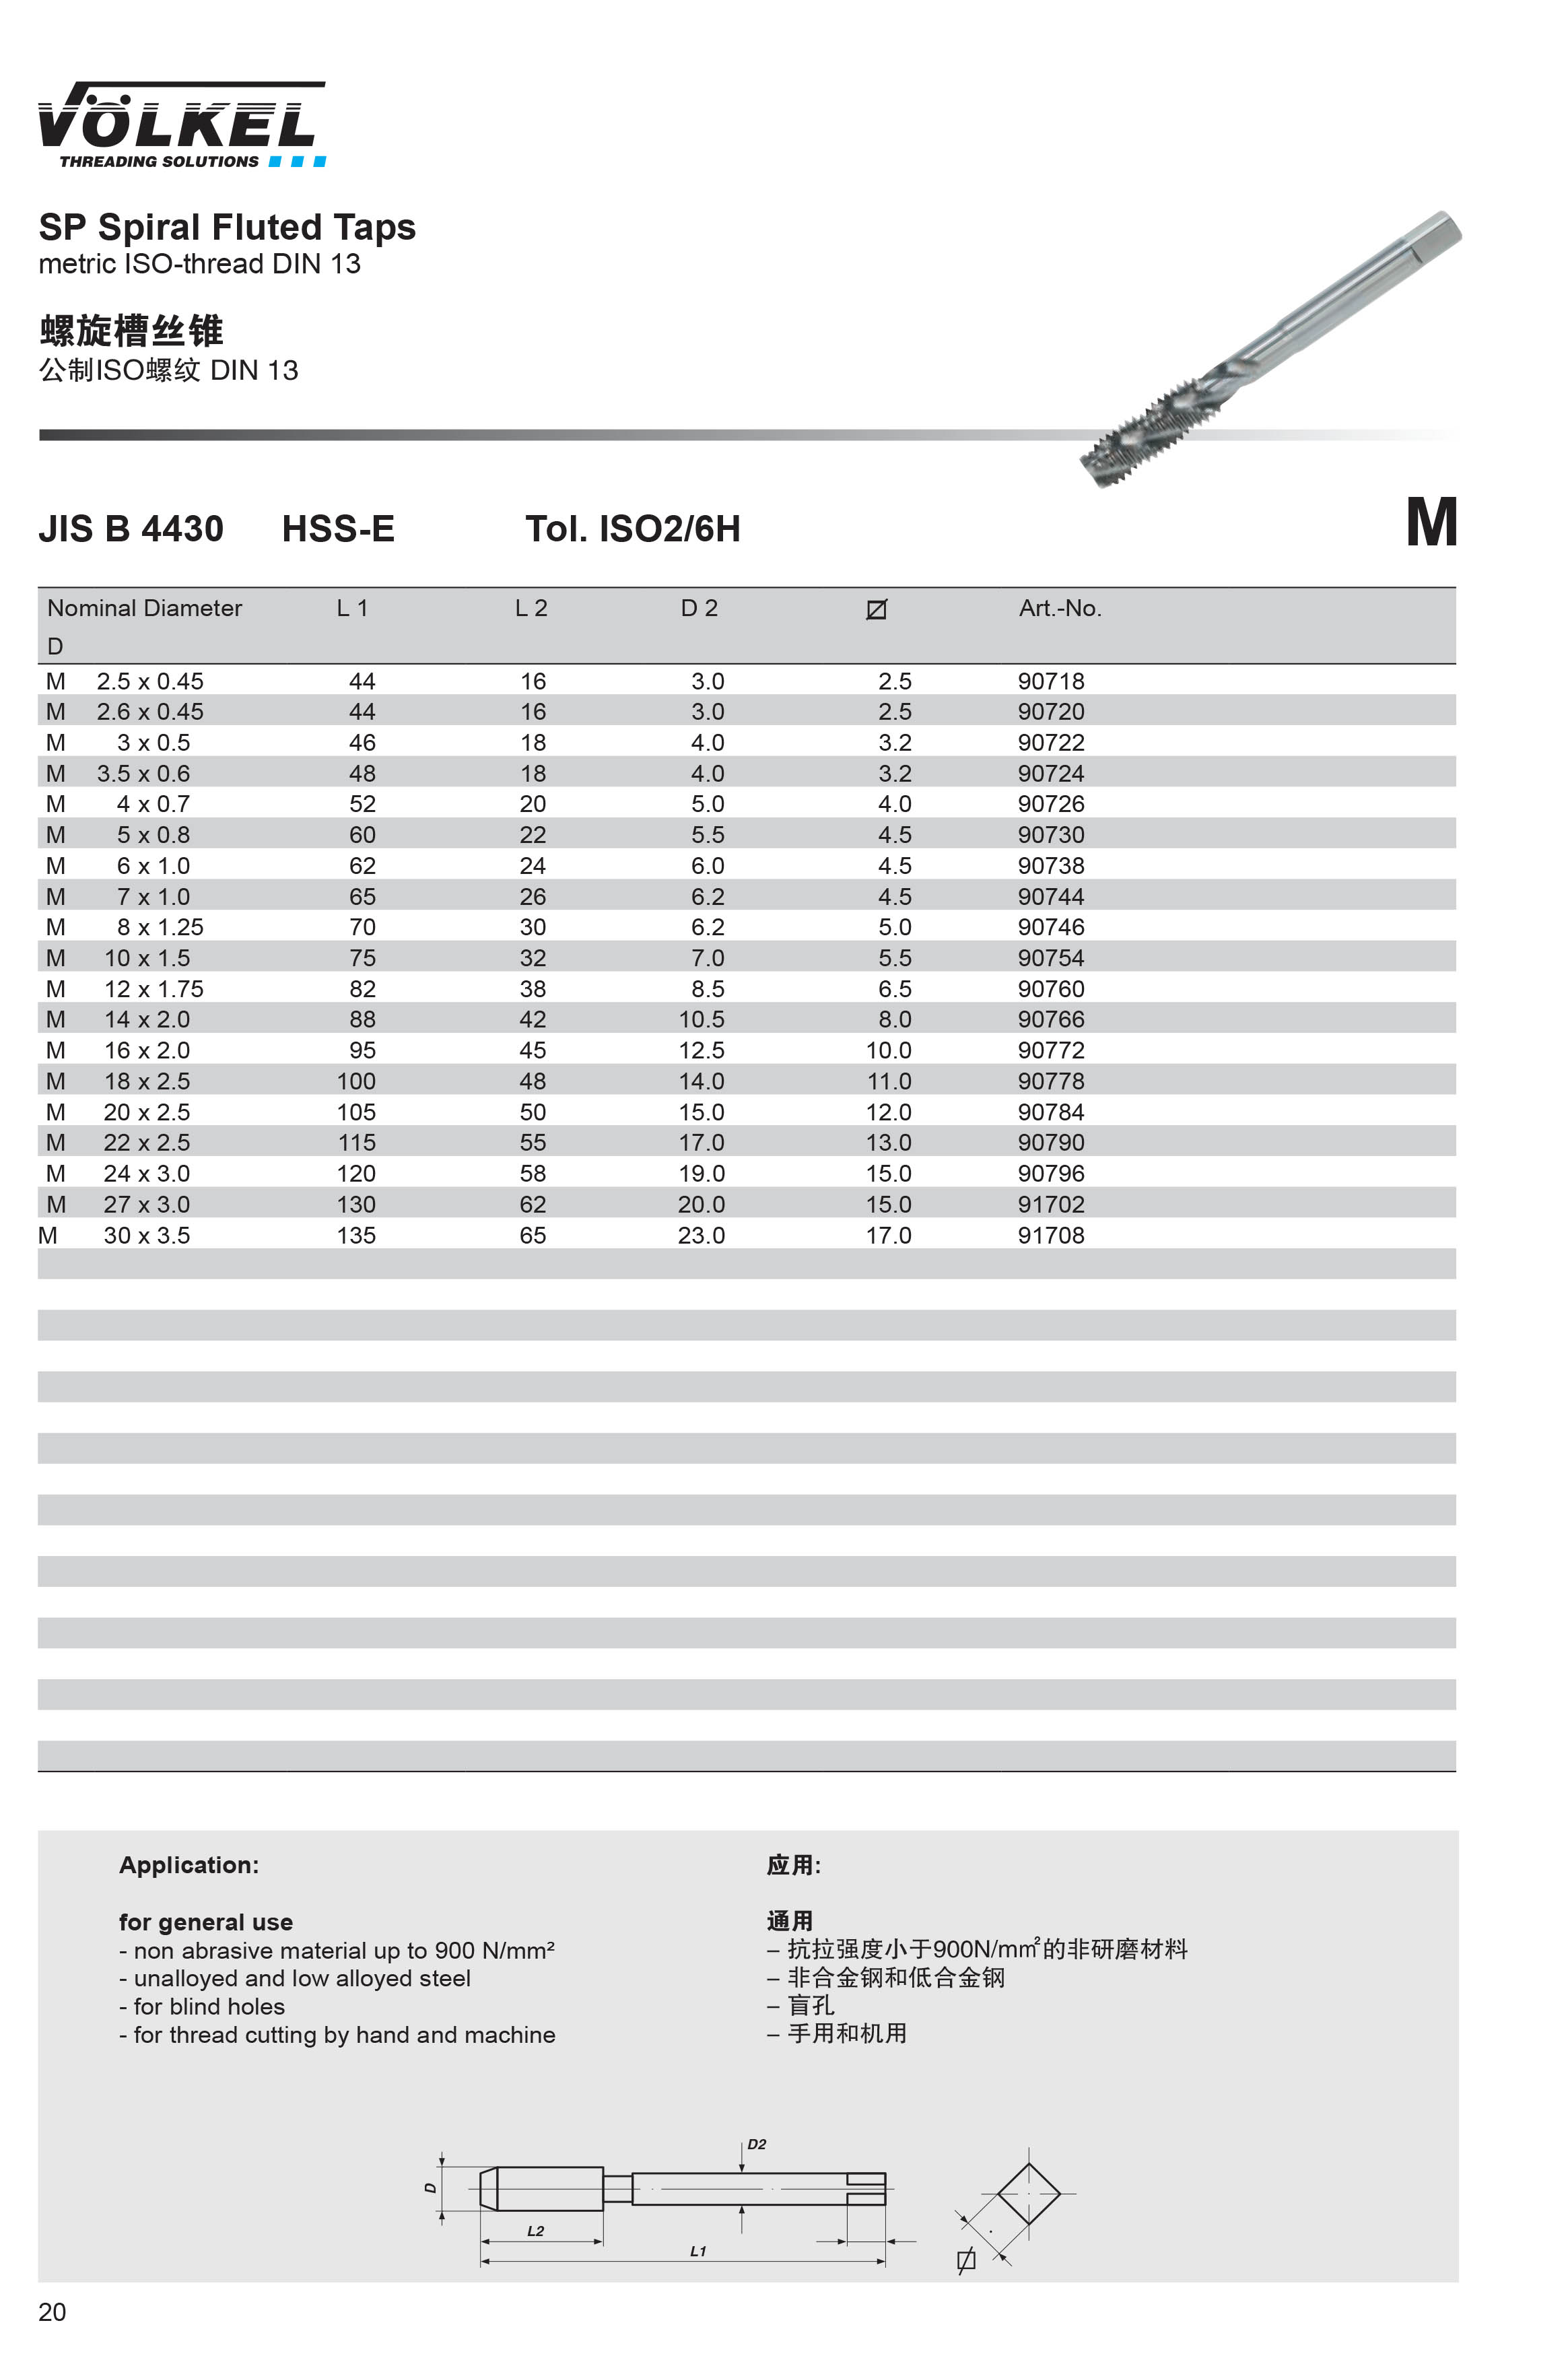 VÖLKEL
THREADING SOLUTIONS
SP Spiral Fluted Taps
metric ISO-thread DIN 13
螺旋槽丝锥
公制ISO螺纹 DIN 13
JIS B 4430 HSS-E Tol. ISO2/6H M
Nominal Diameter L 1 L 2 D 2 Art.-No.
D
M 2.5 x 0.45 44 16 3.0 2.5 90718
M 2.6 x 0.45 44 16 3.0 2.5 90720
M 3 x 0.5 46 18 4.0 3.2 90722
M 3.5 x 0.6 48 18 4.0 3.2 90724
M 4 x 0.7 52 20 5.0 4.0 90726
M 5 x 0.8 60 22 5.5 4.5 90730
M 6 x 1.0 62 24 6.0 4.5 90738
M 7 x 1.0 65 26 6.2 4.5 90744
M 8 x 1.25 70 30 6.2 5.0 90746
M 10 x 1.5 75 32 7.0 5.5 90754
M 12 x 1.75 82 38 8.5 6.5 90760
M 14 x 2.0 88 42 10.5 8.0 90766
M 16 x 2.0 95 45 12.5 10.0 90772
M 18 x 2.5 100 48 14.0 11.0 90778
M 20 x 2.5 105 50 15.0 12.0 90784
M 22 x 2.5 115 55 17.0 13.0 90790
M 24 x 3.0 120 58 19.0 15.0 90796
M 27 x 3.0 130 62 20.0 15.0 91702
M 30 x 3.5 135 65 23.0 17.0 91708
Application:
for general use
- non abrasive material up to 900 N/mm²
- unalloyed and low alloyed steel
- for blind holes
- for thread cutting by hand and machine
应用:
通用
– 抗拉强度小于900N/mm²的非研磨材料
– 非合金钢和低合金钢
– 盲孔
– 手用和机用
D2
D
L2
L1
20